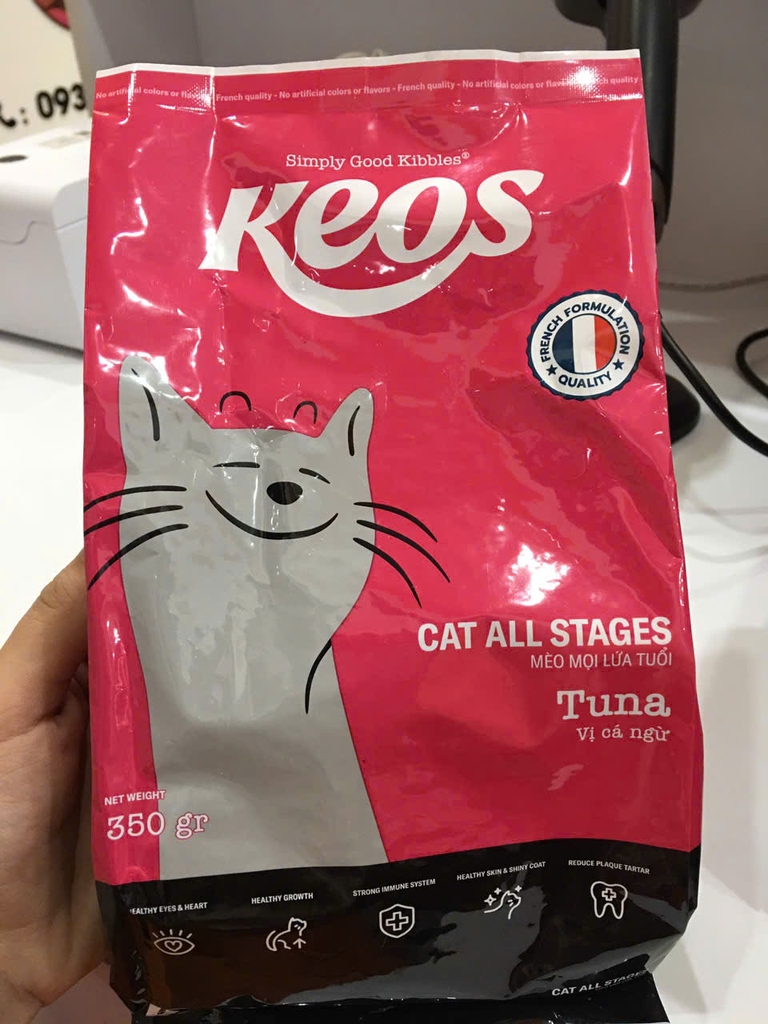 No artificial colors or flav French quality - No artificial colors or flavors - French quality - No artificial colors or fla quality
: 093
Simply Good Kibbles®
Keos
FRENCH FORMULATION
QUALITY
CAT ALL STAGES
MÈO MỌI LỨA TUỔI
Tuna
Vị cá ngừ
NET WEIGHT
350 gr
HEALTHY EYES & HEART
HEALTHY GROWTH
STRONG IMMUNE SYSTEM
HEALTHY SKIN & SHINY COAT
REDUCE PLAQUE TARTAR
CAT ALL STAGES